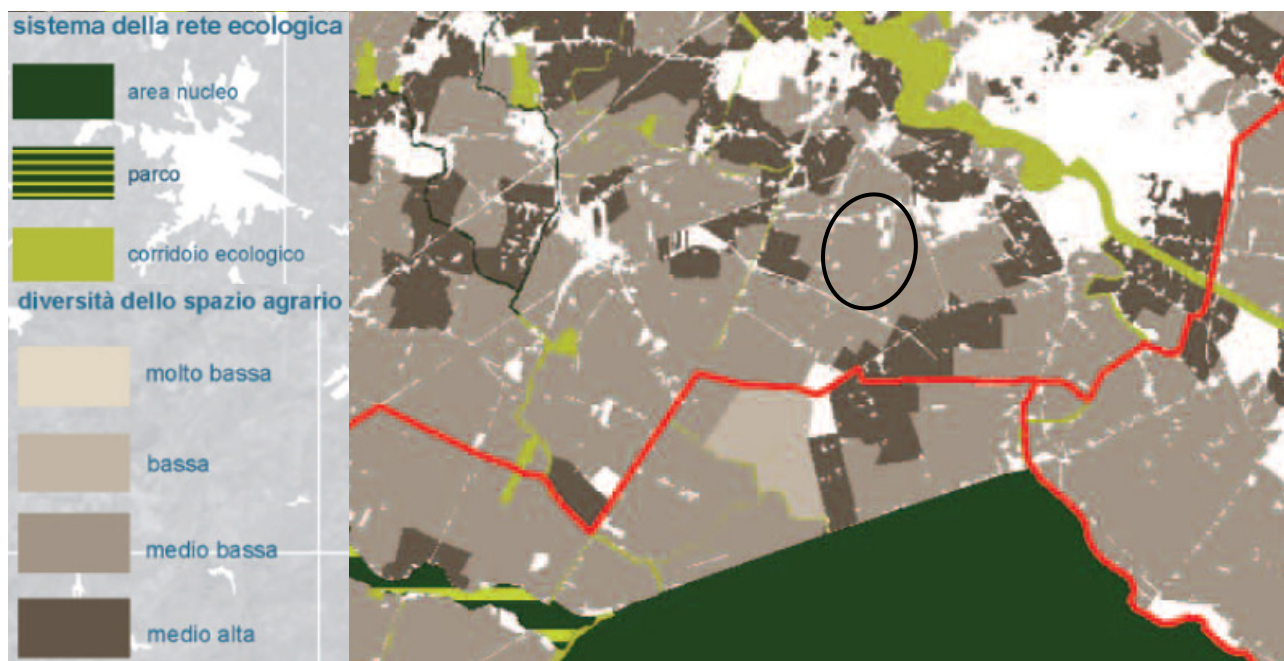 sistema della rete ecologica
area nucleo
parco
corridoio ecologico
diversità dello spazio agrario
molto bassa
bassa
medio bassa
medio alta